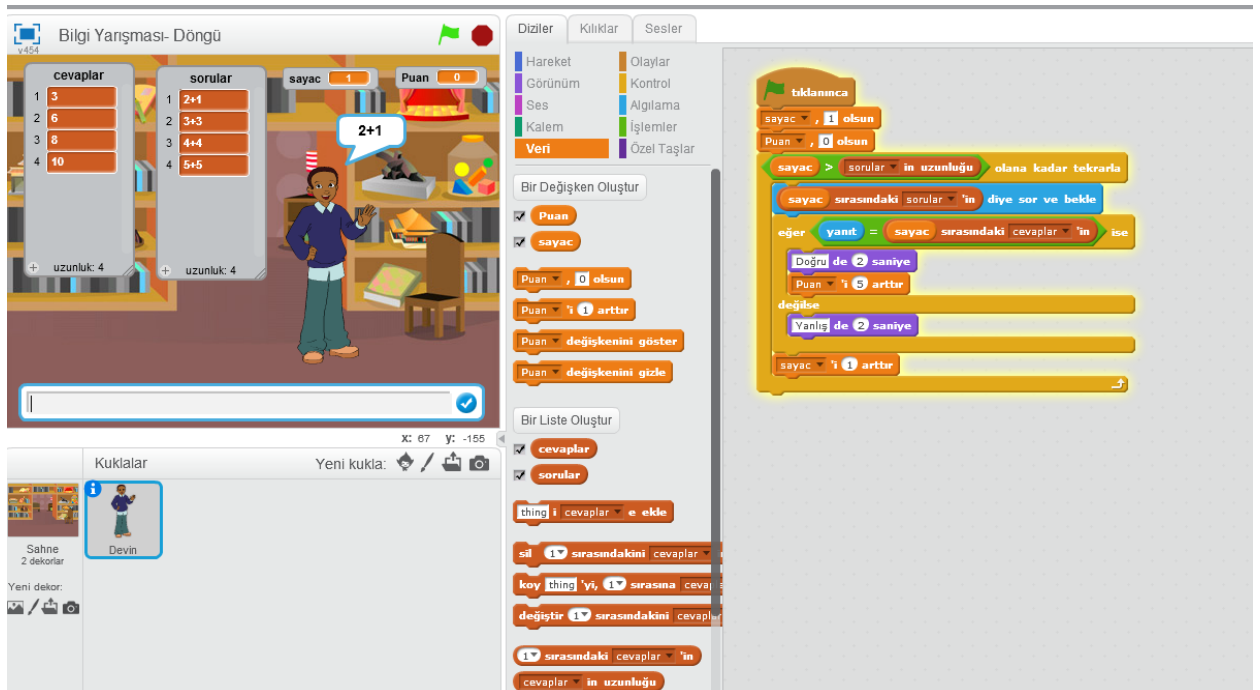 Bilgi Yarışması- Döngü
v454
cevaplar
1 3
2 6
3 8
4 10
+ uzunluk: 4
sorular
1 2+1
2 3+3
3 4+4
4 5+5
+ uzunluk: 4
sayac 1
Puan 0
2+1
x: 67 y: -155
Kuklalar
Yeni kukla:
Sahne
2 dekorlar
Yeni dekor:
Devin
Diziler Kılıklar Sesler
Hareket Olaylar
Görünüm Kontrol
Ses Algılama
Kalem İşlemler
Veri Özel Taşlar
Bir Değişken Oluştur
Puan
sayac
Puan , 0 olsun
Puan 'i 1 arttır
Puan değişkenini göster
Puan değişkenini gizle
Bir Liste Oluştur
cevaplar
sorular
thing i cevaplar e ekle
sil 1 sırasındakini cevaplar
koy thing 'yi, 1 sırasına
değiştir 1 sırasındakini
1 sırasındaki cevaplar 'in
cevaplar in uzunluğu
tıklanınca
sayac , 1 olsun
Puan , 0 olsun
sayac > sorular in uzunluğu olana kadar tekrarla
sayac sırasındaki sorular 'in diye sor ve bekle
eğer yanıt = sayac sırasındaki cevaplar 'in ise
Doğru de 2 saniye
Puan 'i 5 arttır
değilse
Yanlış de 2 saniye
sayac 'i 1 arttır